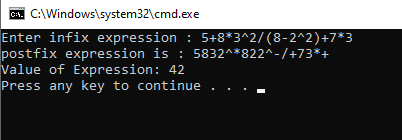 C:\Windows\system32\cmd.exe
Enter infix expression : 5+8*3^2/(8-2^2)+7*3
postfix expression is : 5832^*822^-/+73*+
Value of Expression: 42
Press any key to continue . . .